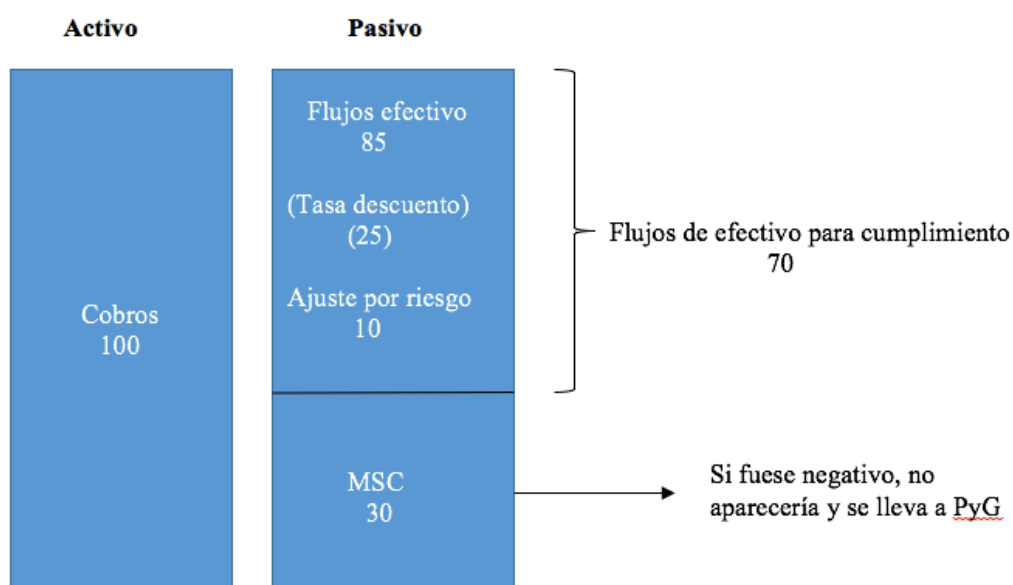 Activo
Pasivo
Cobros
100
Flujos efectivo
85
(Tasa descuento)
(25)
Ajuste por riesgo
10
Flujos de efectivo para cumplimiento
70
MSC
30
Si fuese negativo, no
aparecería y se lleva a PyG